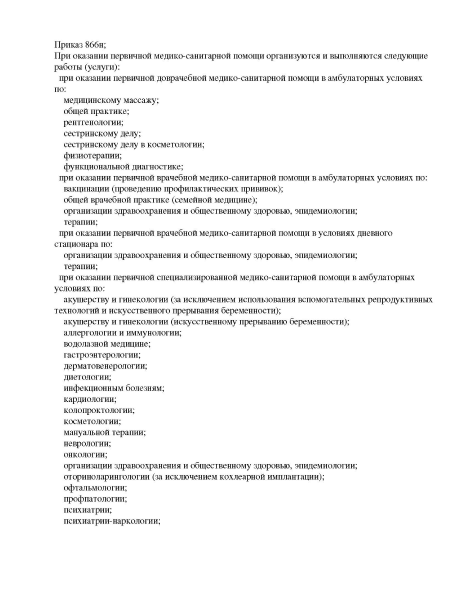 Приказ 866н;
При оказании первичной медико-санитарной помощи организуются и выполняются следующие
работы (услуги):
при оказании первичной доврачебной медико-санитарной помощи в амбулаторных условиях
по:
медицинскому массажу;
общей практике;
рентгенологии;
сестринскому делу;
сестринскому делу в косметологии;
физиотерапии;
функциональной диагностике;
при оказании первичной врачебной медико-санитарной помощи в амбулаторных условиях по:
вакцинации (проведению профилактических прививок);
общей врачебной практике (семейной медицине);
организации здравоохранения и общественному здоровью, эпидемиологии;
терапии;
при оказании первичной врачебной медико-санитарной помощи в условиях дневного
стационара по:
организации здравоохранения и общественному здоровью, эпидемиологии;
терапии;
при оказании первичной специализированной медико-санитарной помощи в амбулаторных
условиях по:
акушерству и гинекологии (за исключением использования вспомогательных репродуктивных
технологий и искусственного прерывания беременности);
акушерству и гинекологии (искусственному прерыванию беременности);
аллергологии и иммунологии;
водолазной медицине;
гастроэнтерологии;
дерматовенерологии;
диетологии;
инфекционным болезням;
кардиологии;
колопроктологии;
косметологии;
мануальной терапии;
неврологии;
онкологии;
организации здравоохранения и общественному здоровью, эпидемиологии;
оториноларингологии (за исключением кохлеарной имплантации);
офтальмологии;
профпатологии;
психиатрии;
психиатрии-наркологии;